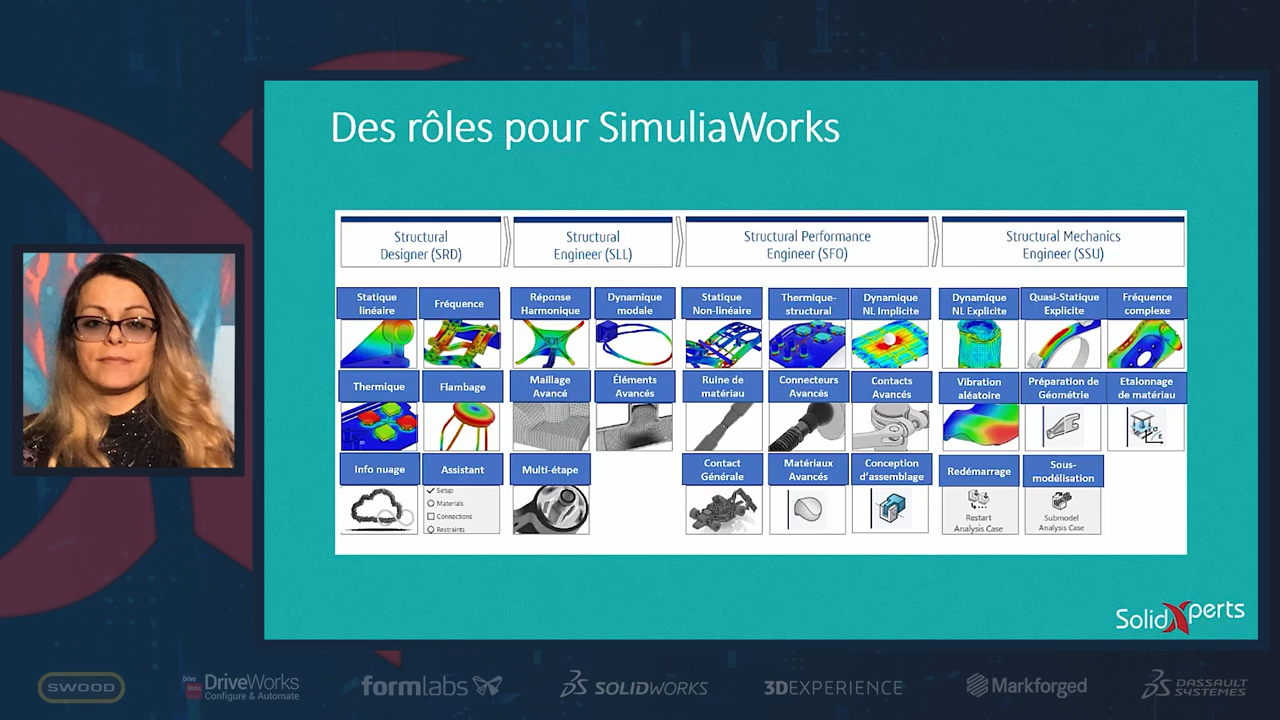 Des rôles pour SimuliaWorks
Structural
Designer (SRD)
Structural
Engineer (SLL)
Structural Performance
Engineer (SFO)
Structural Mechanics
Engineer (SSU)
Statique
linéaire
Fréquence
Réponse
Harmonique
Dynamique
modale
Statique
Non-linéaire
Thermique-
structural
Dynamique
NL Implicite
Dynamique
NL Explicite
Quasi-Statique
Explicite
Fréquence
complexe
Thermique
Flambage
Maillage
Avancé
Éléments
Avancés
Ruine de
matériau
Connecteurs
Avancés
Contacts
Avancés
Vibration
aléatoire
Préparation de
Géométrie
Etalonnage
de matériau
Info nuage
Assistant
Multi-étape
Contact
Générale
Matériaux
Avancés
Conception
d'assemblage
Redémarrage
Sous-
modélisation
Setup
Materials
Connections
Restraints
Restart
Analysis Case
Submodel
Analysis Case
SolidXperts
SWOOD
Drive
Works
DriveWorks
Configure & Automate
formlabs
SOLIDWORKS
3DEXPERIENCE
Markforged
DASSAULT
SYSTEMES